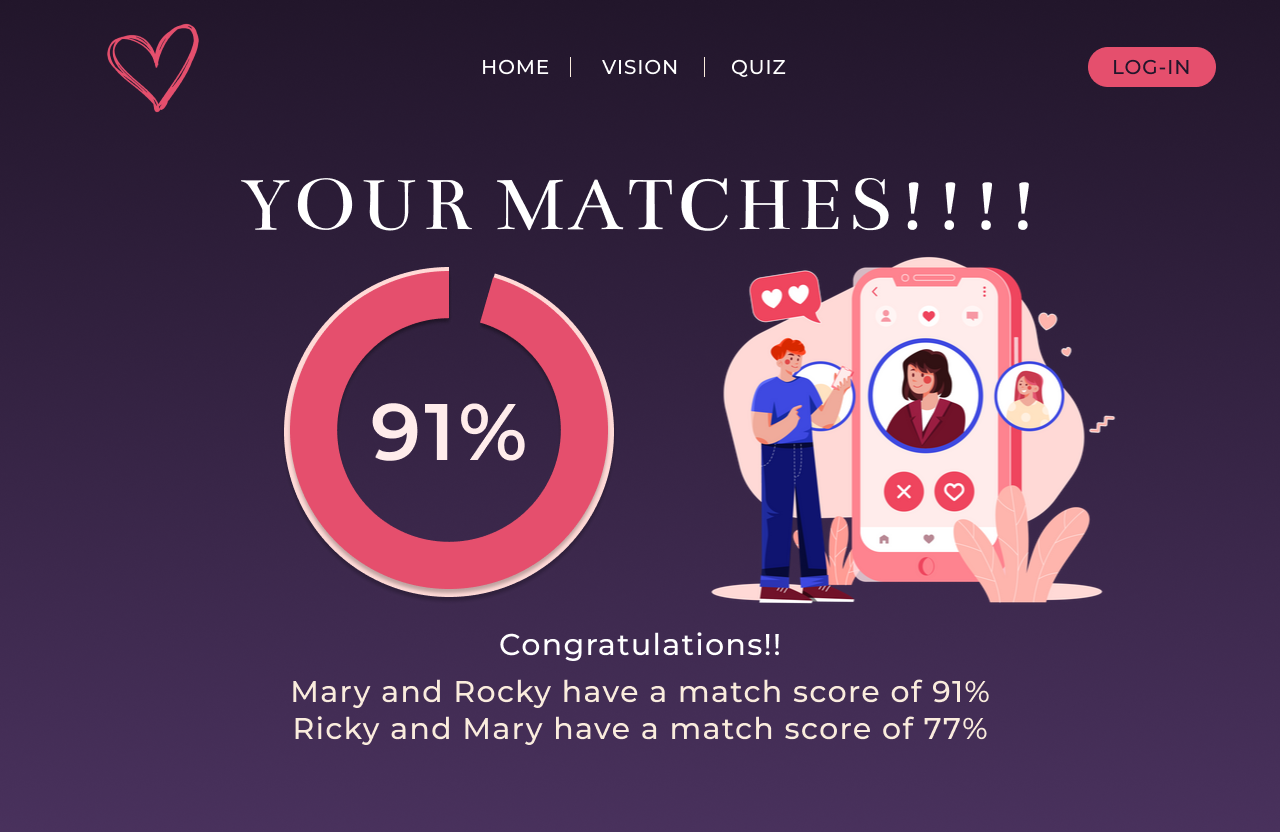 HOME | VISION | QUIZ
LOG-IN
YOUR MATCHES!!!!
91%
Congratulations!!
Mary and Rocky have a match score of 91%
Ricky and Mary have a match score of 77%